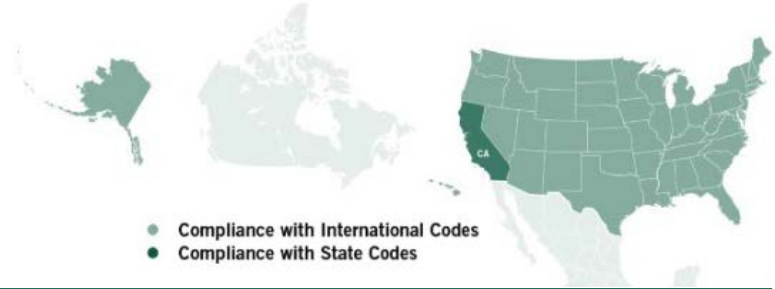 CA
Compliance with International Codes
Compliance with State Codes